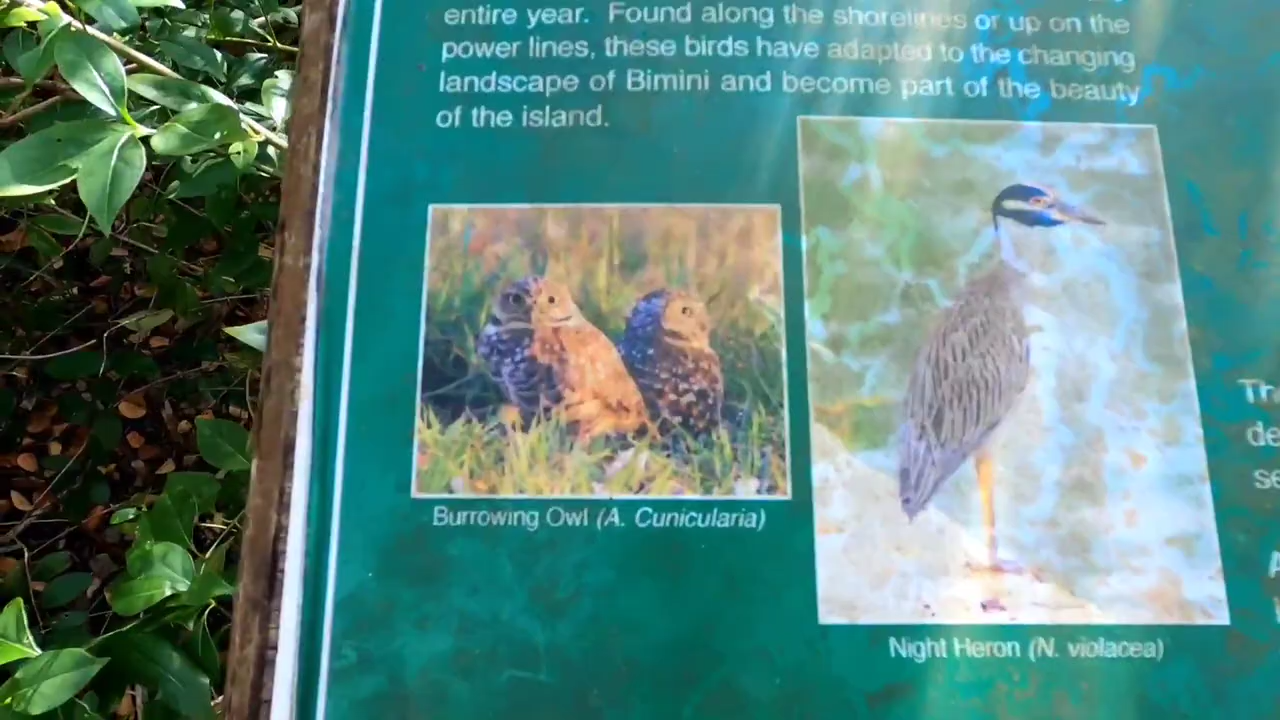 entire year. Found along the shorelines or up on the
power lines, these birds have adapted to the changing
landscape of Bimini and become part of the beauty
of the island.
Burrowing Owl (A. Cunicularia)
Night Heron (N. violacea)